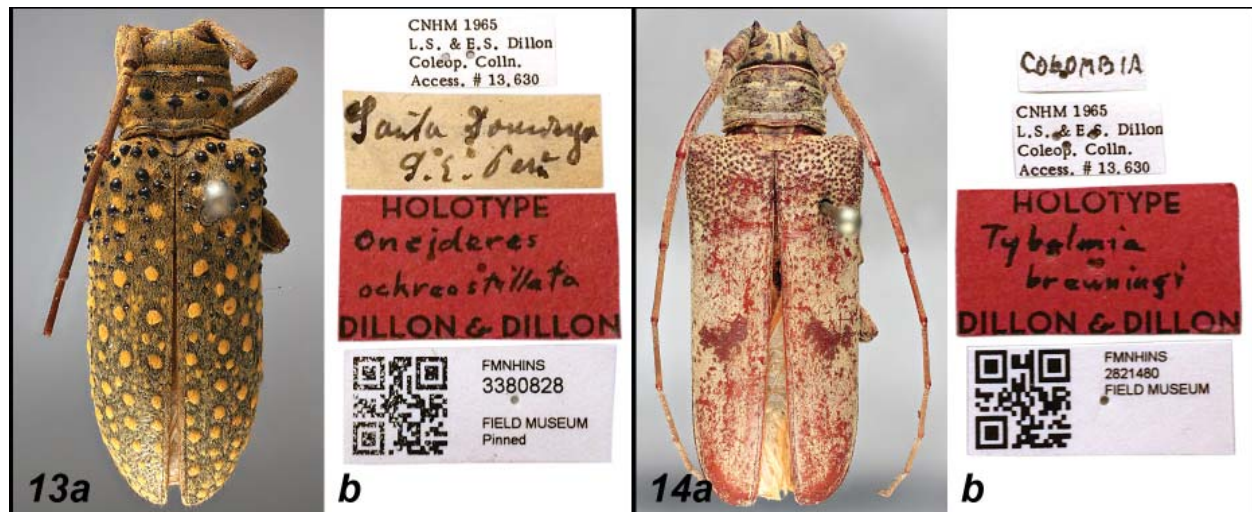 CNHM 1965
L.S. & E.S. Dillon
Coleop. Colln.
Access. # 13,630
Santa Domingo
S.E. Peru
HOLOTYPE
Oncideres
ochreostillata
DILLON & DILLON
FMNHINS
3380828
FIELD MUSEUM
Pinned
13a
b
COLOMBIA
CNHM 1965
L.S. & E.S. Dillon
Coleop. Colln.
Access. # 13,630
HOLOTYPE
Tybalmia
breuningi
DILLON & DILLON
FMNHINS
2821480
FIELD MUSEUM
14a
b